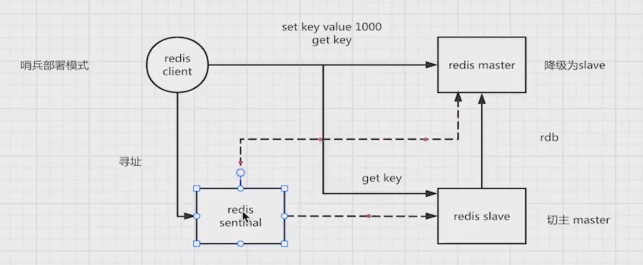 set key value 1000
get key
哨兵部署模式
redis
client
redis master
降级为slave
rdb
寻址
get key
redis
sentinal
redis slave
切主 master